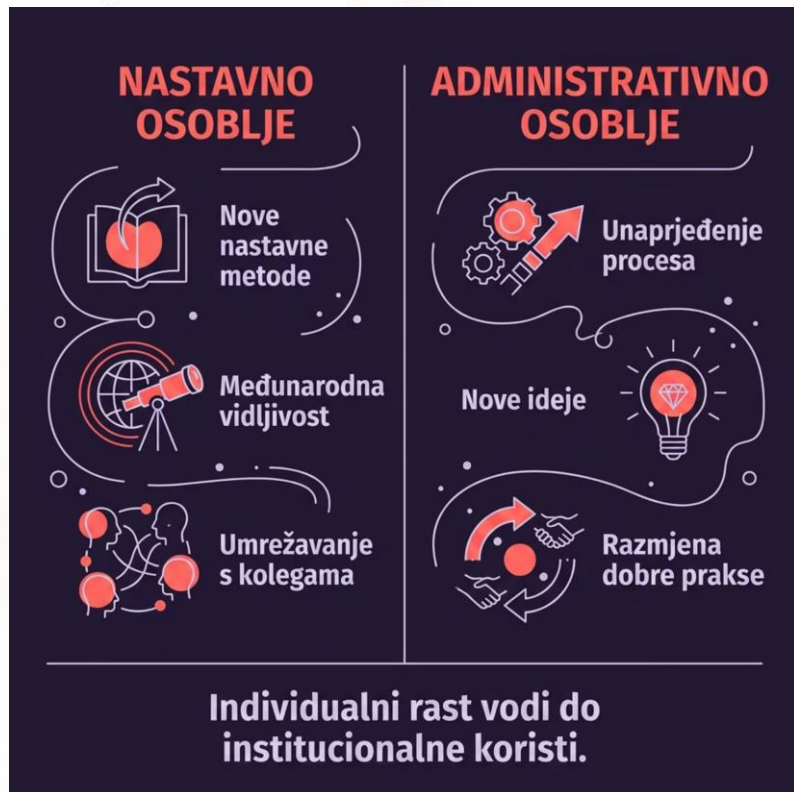 NASTAVNO
OSOBLJE
Nove
nastavne
metode
Međunarodna
vidljivost
Umrežavanje
s kolegama
ADMINISTRATIVNO
OSOBLJE
Unaprjeđenje
procesa
Nove ideje
Razmjena
dobre prakse
Individualni rast vodi do
institucionalne koristi.